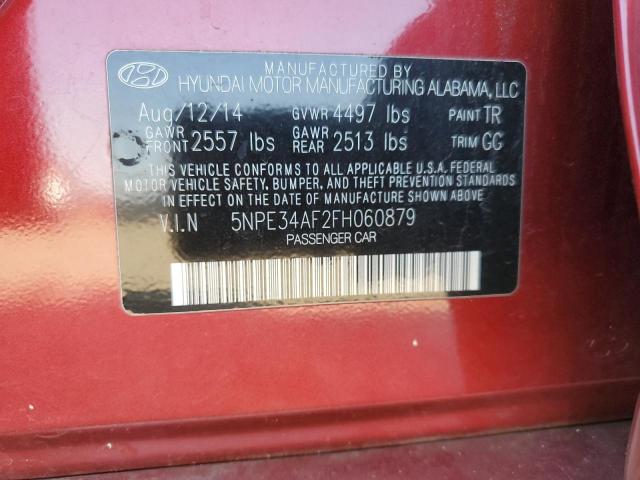 MANUFACTURED BY
HYUNDAI MOTOR MANUFACTURING ALABAMA, LLC
Aug/12/14 GVWR 4497 lbs PAINT TR
GAWR FRONT 2557 lbs GAWR REAR 2513 lbs TRIM GG
THIS VEHICLE CONFORMS TO ALL APPLICABLE U.S.A. FEDERAL
MOTOR VEHICLE SAFETY, BUMPER, AND THEFT PREVENTION STANDARDS
IN EFFECT ON THE DATE OF MANUFACTURE SHOWN ABOVE
V.I.N 5NPE34AF2FH060879
PASSENGER CAR